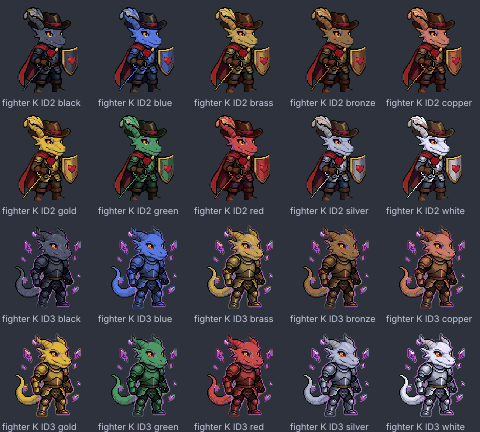 fighter K ID2 black
fighter K ID2 blue
fighter K ID2 brass
fighter K ID2 bronze
fighter K ID2 copper
fighter K ID2 gold
fighter K ID2 green
fighter K ID2 red
fighter K ID2 silver
fighter K ID2 white
fighter K ID3 black
fighter K ID3 blue
fighter K ID3 brass
fighter K ID3 bronze
fighter K ID3 copper
fighter K ID3 gold
fighter K ID3 green
fighter K ID3 red
fighter K ID3 silver
fighter K ID3 white